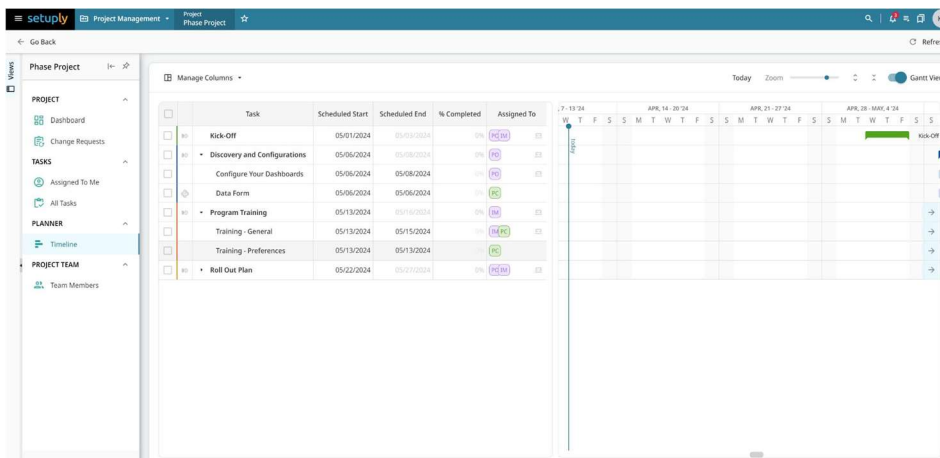 setuply Project Management Project Phase Project
Go Back Refre
Views
Phase Project
PROJECT
Dashboard
Change Requests
TASKS
Assigned To Me
All Tasks
PLANNER
Timeline
PROJECT TEAM
Team Members
Manage Columns Today Zoom Gantt Vie
Task Scheduled Start Scheduled End % Completed Assigned To
7 - 13 '24 APR, 14 - 20 '24 APR, 21 - 27 '24 APR, 28 - MAY, 4 '24
W T F S S M T W T F S S M T W T F S S M T W T F S S
today
Kick-Off 05/01/2024 05/03/2024 0% PC IM Kick-Off
Discovery and Configurations 05/06/2024 05/08/2024 0% PO
Configure Your Dashboards 05/06/2024 05/08/2024 0% PO
Data Form 05/06/2024 05/06/2024 0% PC
Program Training 05/13/2024 05/16/2024 0% IM
Training - General 05/13/2024 05/15/2024 IM PC
Training - Preferences 05/13/2024 05/13/2024 PC
Roll Out Plan 05/22/2024 05/27/2024 0% PC IM